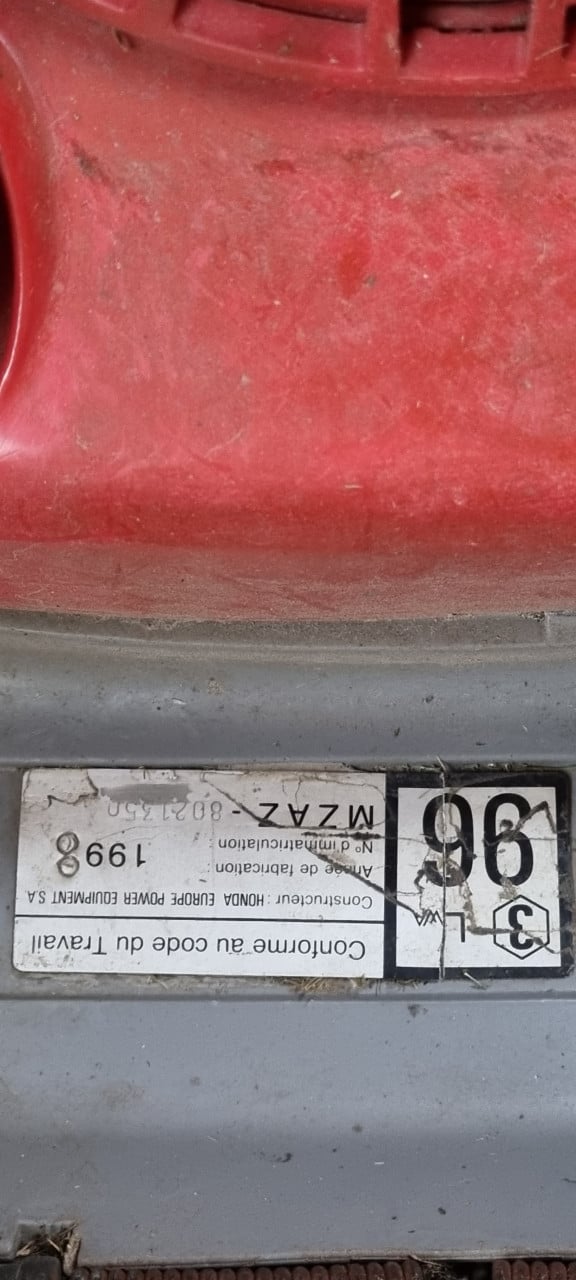 Conforme au code du Travail
Constructeur : HONDA EUROPE POWER EQUIPMENT S.A
Année de fabrication : 1998
N° d'immatriculation :
MZAZ -
3 LWA
96